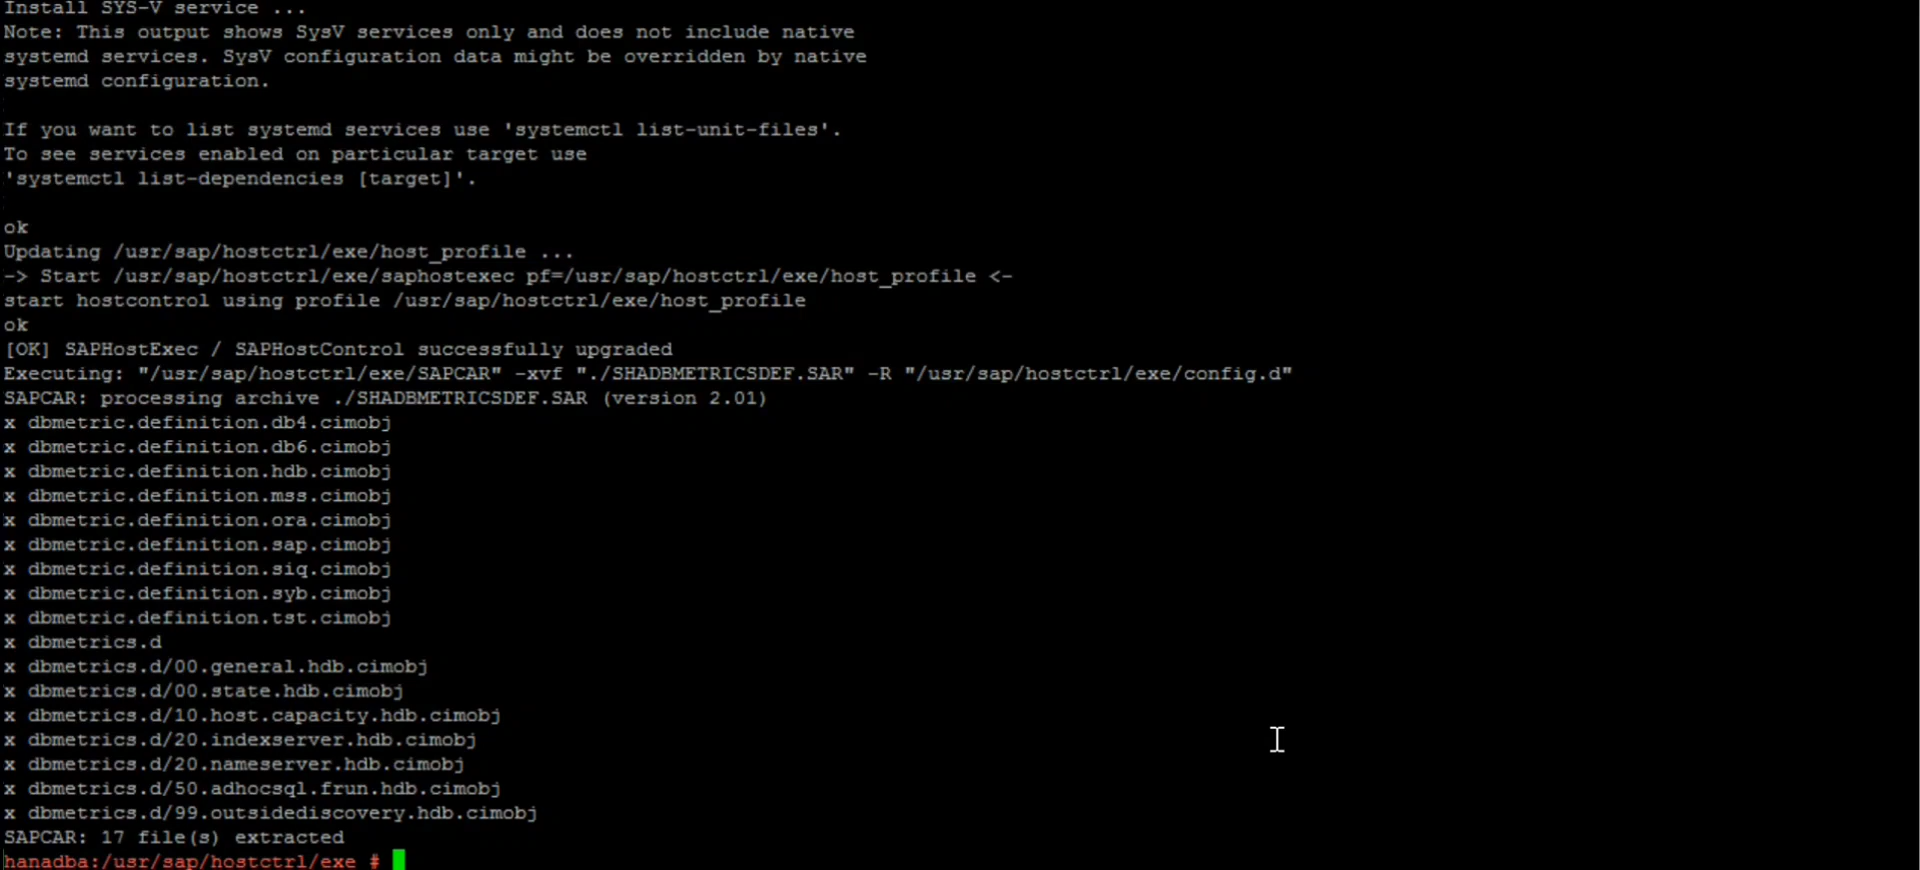 Install SYS-V service ...
Note: This output shows SysV services only and does not include native
systemd services. SysV configuration data might be overridden by native
systemd configuration.
If you want to list systemd services use 'systemctl list-unit-files'.
To see services enabled on particular target use
'systemctl list-dependencies [target]'.
ok
Updating /usr/sap/hostctrl/exe/host_profile ...
-> Start /usr/sap/hostctrl/exe/saphostexec pf=/usr/sap/hostctrl/exe/host_profile <-
start hostcontrol using profile /usr/sap/hostctrl/exe/host_profile
ok
[OK] SAPHostExec / SAPHostControl successfully upgraded
Executing: "/usr/sap/hostctrl/exe/SAPCAR" -xvf "./SHADBMETRICSDEF.SAR" -R "/usr/sap/hostctrl/exe/config.d"
SAPCAR: processing archive ./SHADBMETRICSDEF.SAR (version 2.01)
x dbmetric.definition.db4.cimobj
x dbmetric.definition.db6.cimobj
x dbmetric.definition.hdb.cimobj
x dbmetric.definition.mss.cimobj
x dbmetric.definition.ora.cimobj
x dbmetric.definition.sap.cimobj
x dbmetric.definition.siq.cimobj
x dbmetric.definition.syb.cimobj
x dbmetric.definition.tst.cimobj
x dbmetrics.d
x dbmetrics.d/00.general.hdb.cimobj
x dbmetrics.d/00.state.hdb.cimobj
x dbmetrics.d/10.host.capacity.hdb.cimobj
x dbmetrics.d/20.indexserver.hdb.cimobj
x dbmetrics.d/20.nameserver.hdb.cimobj
x dbmetrics.d/50.adhocsql.frun.hdb.cimobj
x dbmetrics.d/99.outsidediscovery.hdb.cimobj
SAPCAR: 17 file(s) extracted
hanadba:/usr/sap/hostctrl/exe #